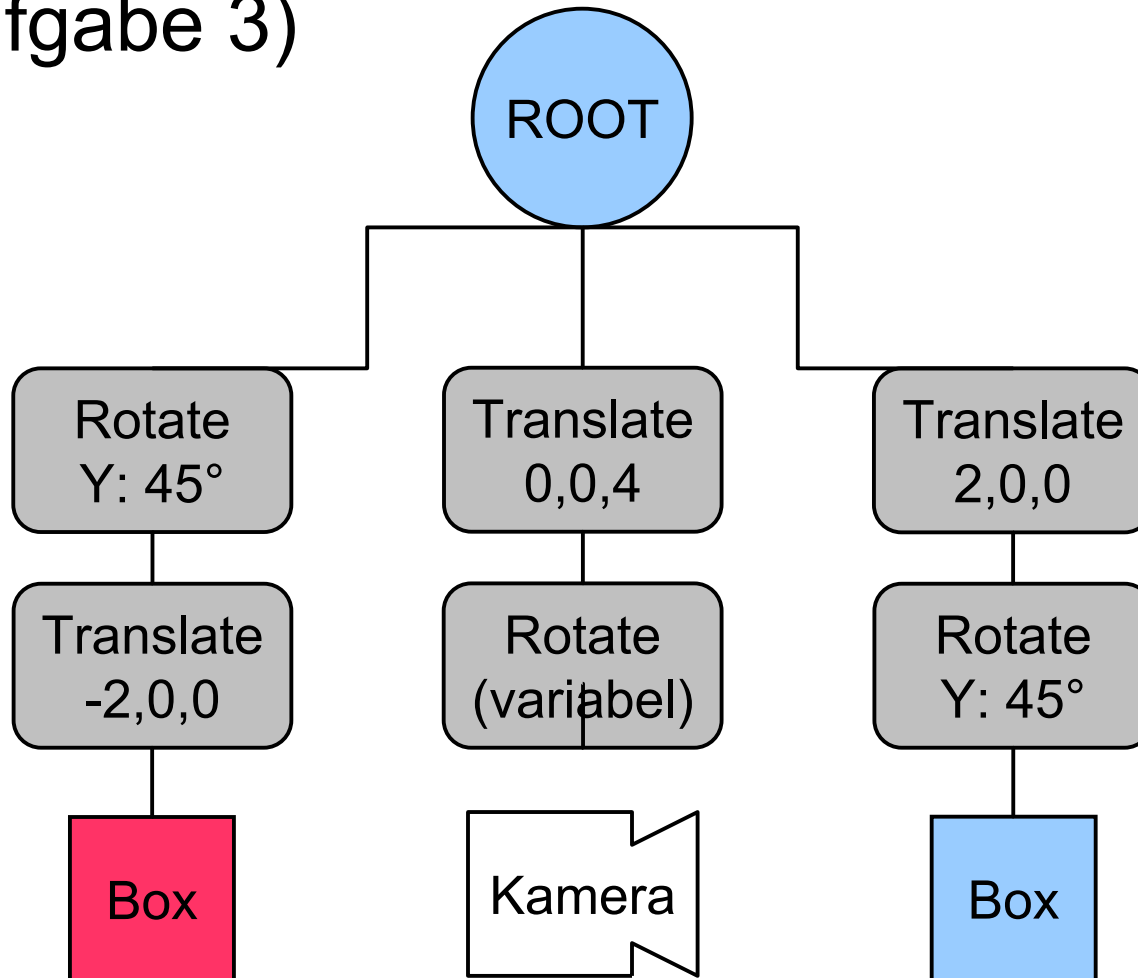 fgabe 3)
ROOT
Rotate
Y: 45°
Translate
0,0,4
Translate
2,0,0
Translate
-2,0,0
Rotate
(variabel)
Rotate
Y: 45°
Box
Kamera
Box